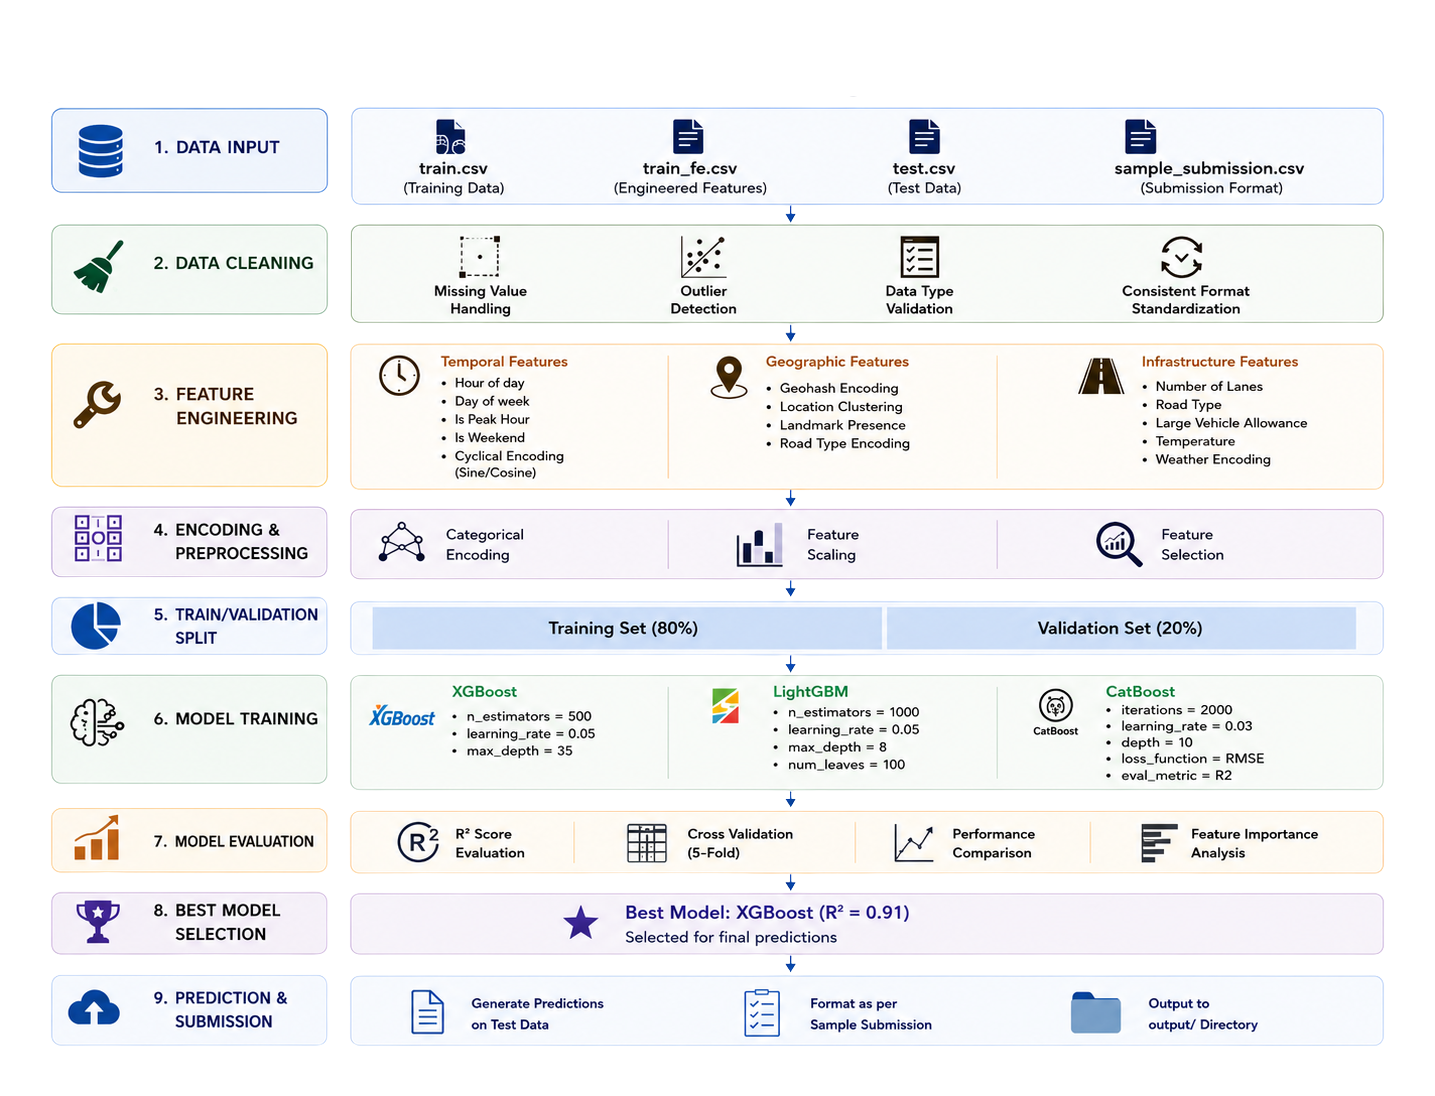 1. DATA INPUT
train.csv
(Training Data)
train_fe.csv
(Engineered Features)
test.csv
(Test Data)
sample_submission.csv
(Submission Format)
2. DATA CLEANING
Missing Value
Handling
Outlier
Detection
Data Type
Validation
Consistent Format
Standardization
3. FEATURE
ENGINEERING
Temporal Features
• Hour of day
• Day of week
• Is Peak Hour
• Is Weekend
• Cyclical Encoding
(Sine/Cosine)
Geographic Features
• Geohash Encoding
• Location Clustering
• Landmark Presence
• Road Type Encoding
Infrastructure Features
• Number of Lanes
• Road Type
• Large Vehicle Allowance
• Temperature
• Weather Encoding
4. ENCODING &
PREPROCESSING
Categorical
Encoding
Feature
Scaling
Feature
Selection
5. TRAIN/VALIDATION
SPLIT
Training Set (80%)
Validation Set (20%)
6. MODEL TRAINING
XGBoost
XGBoost
• n_estimators = 500
• learning_rate = 0.05
• max_depth = 35
LightGBM
• n_estimators = 1000
• learning_rate = 0.05
• max_depth = 8
• num_leaves = 100
CatBoost
CatBoost
• iterations = 2000
• learning_rate = 0.03
• depth = 10
• loss_function = RMSE
• eval_metric = R2
7. MODEL EVALUATION
R²
R² Score
Evaluation
Cross Validation
(5-Fold)
Performance
Comparison
Feature Importance
Analysis
8. BEST MODEL
SELECTION
Best Model: XGBoost (R² = 0.91)
Selected for final predictions
9. PREDICTION &
SUBMISSION
Generate Predictions
on Test Data
Format as per
Sample Submission
Output to
output/ Directory